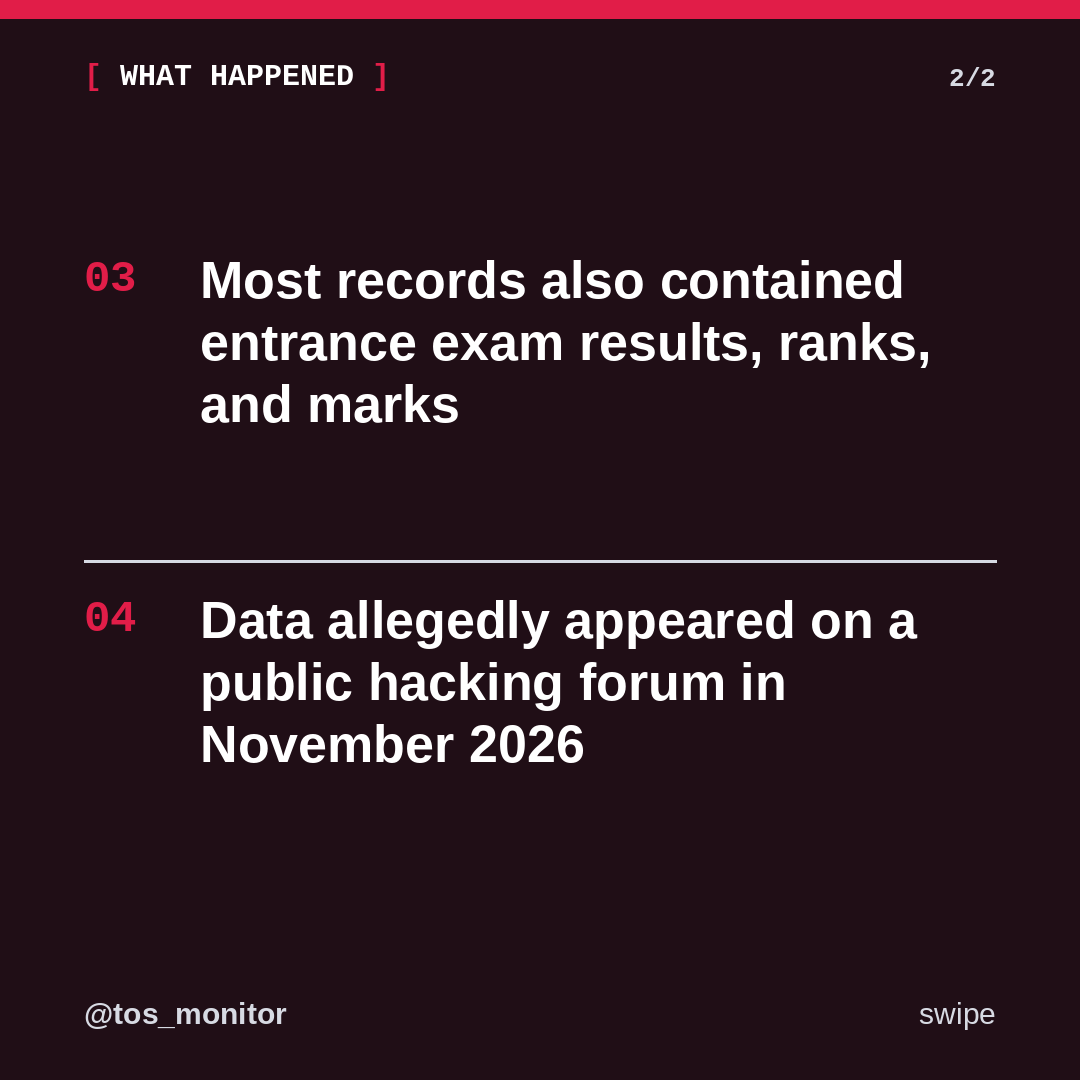 [ WHAT HAPPENED ]
2/2
03
Most records also contained
entrance exam results, ranks,
and marks
04
Data allegedly appeared on a
public hacking forum in
November 2026
@tos_monitor
swipe